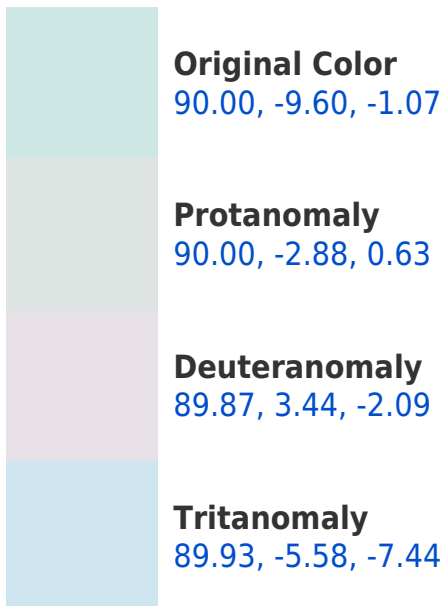 Original Color
90.00, -9.60, -1.07
Protanomaly
90.00, -2.88, 0.63
Deuteranomaly
89.87, 3.44, -2.09
Tritanomaly
89.93, -5.58, -7.44